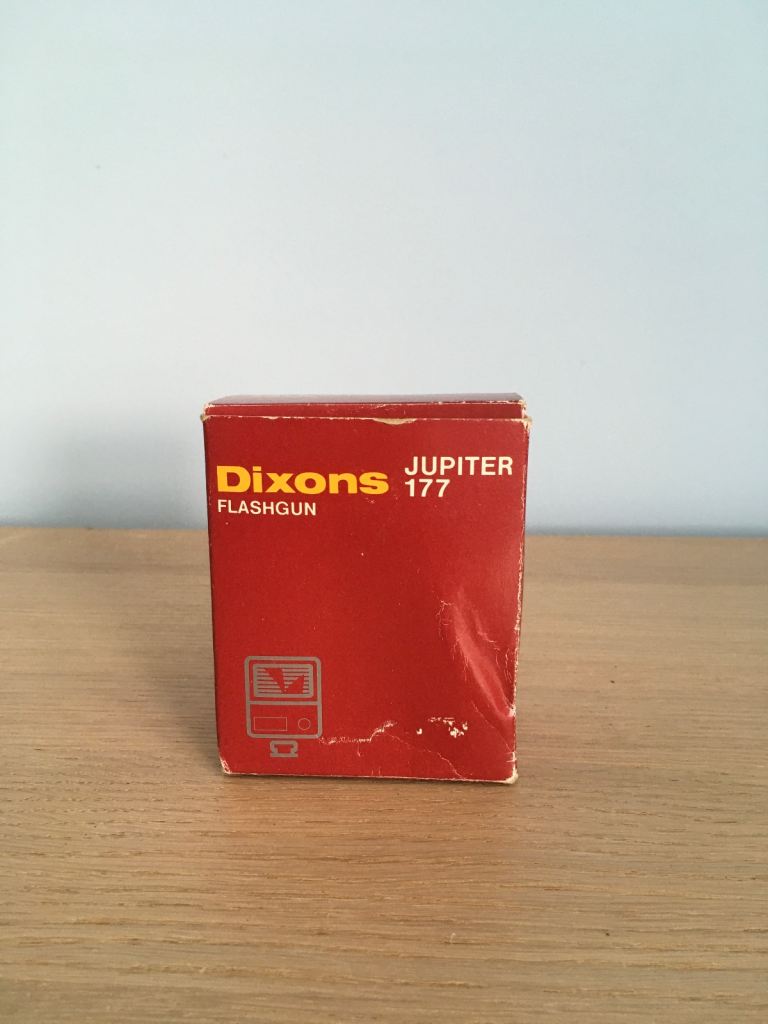 Dixons
FLASHGUN
JUPITER
177